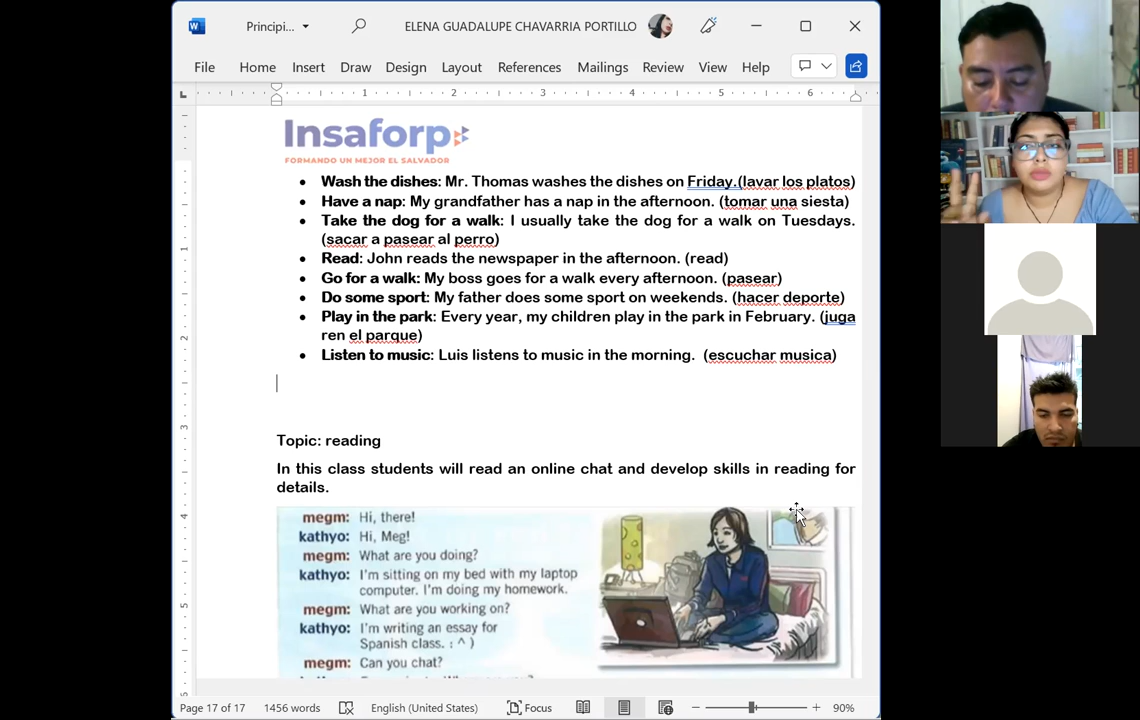 Principi...
ELENA GUADALUPE CHAVARRIA PORTILLO
File Home Insert Draw Design Layout References Mailings Review View Help
1 2 3 4 5 6
Insaforp
FORMANDO UN MEJOR EL SALVADOR
• Wash the dishes: Mr. Thomas washes the dishes on Friday.(lavar los platos)
• Have a nap: My grandfather has a nap in the afternoon. (tomar una siesta)
• Take the dog for a walk: I usually take the dog for a walk on Tuesdays.
(sacar a pasear al perro)
• Read: John reads the newspaper in the afternoon. (read)
• Go for a walk: My boss goes for a walk every afternoon. (pasear)
• Do some sport: My father does some sport on weekends. (hacer deporte)
• Play in the park: Every year, my children play in the park in February. (juga
ren el parque)
• Listen to music: Luis listens to music in the morning. (escuchar musica)
Topic: reading
In this class students will read an online chat and develop skills in reading for
details.
megm: Hi, there!
kathyo: Hi, Meg!
megm: What are you doing?
kathyo: I'm sitting on my bed with my laptop
computer. I'm doing my homework.
megm: What are you working on?
kathyo: I'm writing an essay for
Spanish class. : ^ )
megm: Can you chat?
Page 17 of 17 1456 words English (United States) Focus 90%